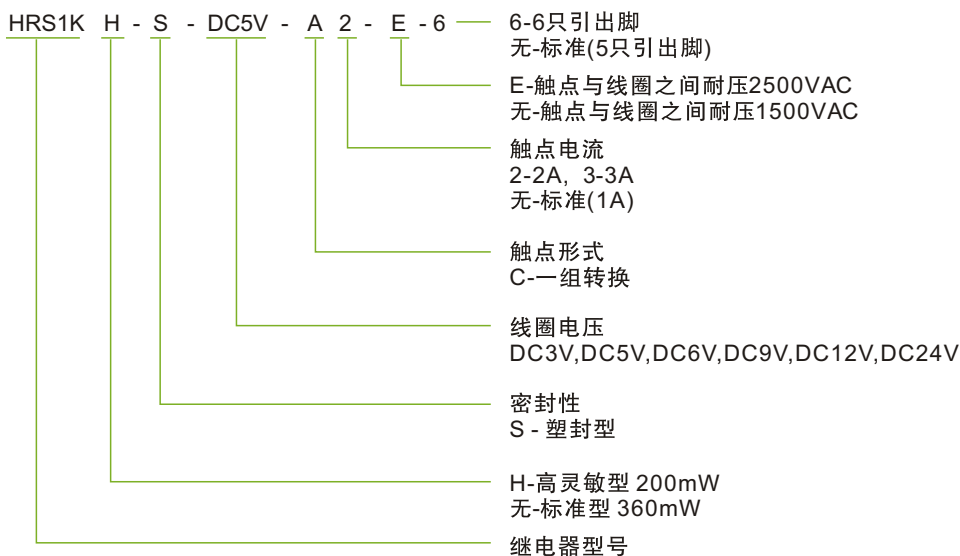 HRS1K H - S - DC5V - A 2 - E - 6
6-6只引出脚
无-标准(5只引出脚)
E-触点与线圈之间耐压2500VAC
无-触点与线圈之间耐压1500VAC
触点电流
2-2A, 3-3A
无-标准(1A)
触点形式
C-一组转换
线圈电压
DC3V,DC5V,DC6V,DC9V,DC12V,DC24V
密封性
S - 塑封型
H-高灵敏型 200mW
无-标准型 360mW
继电器型号